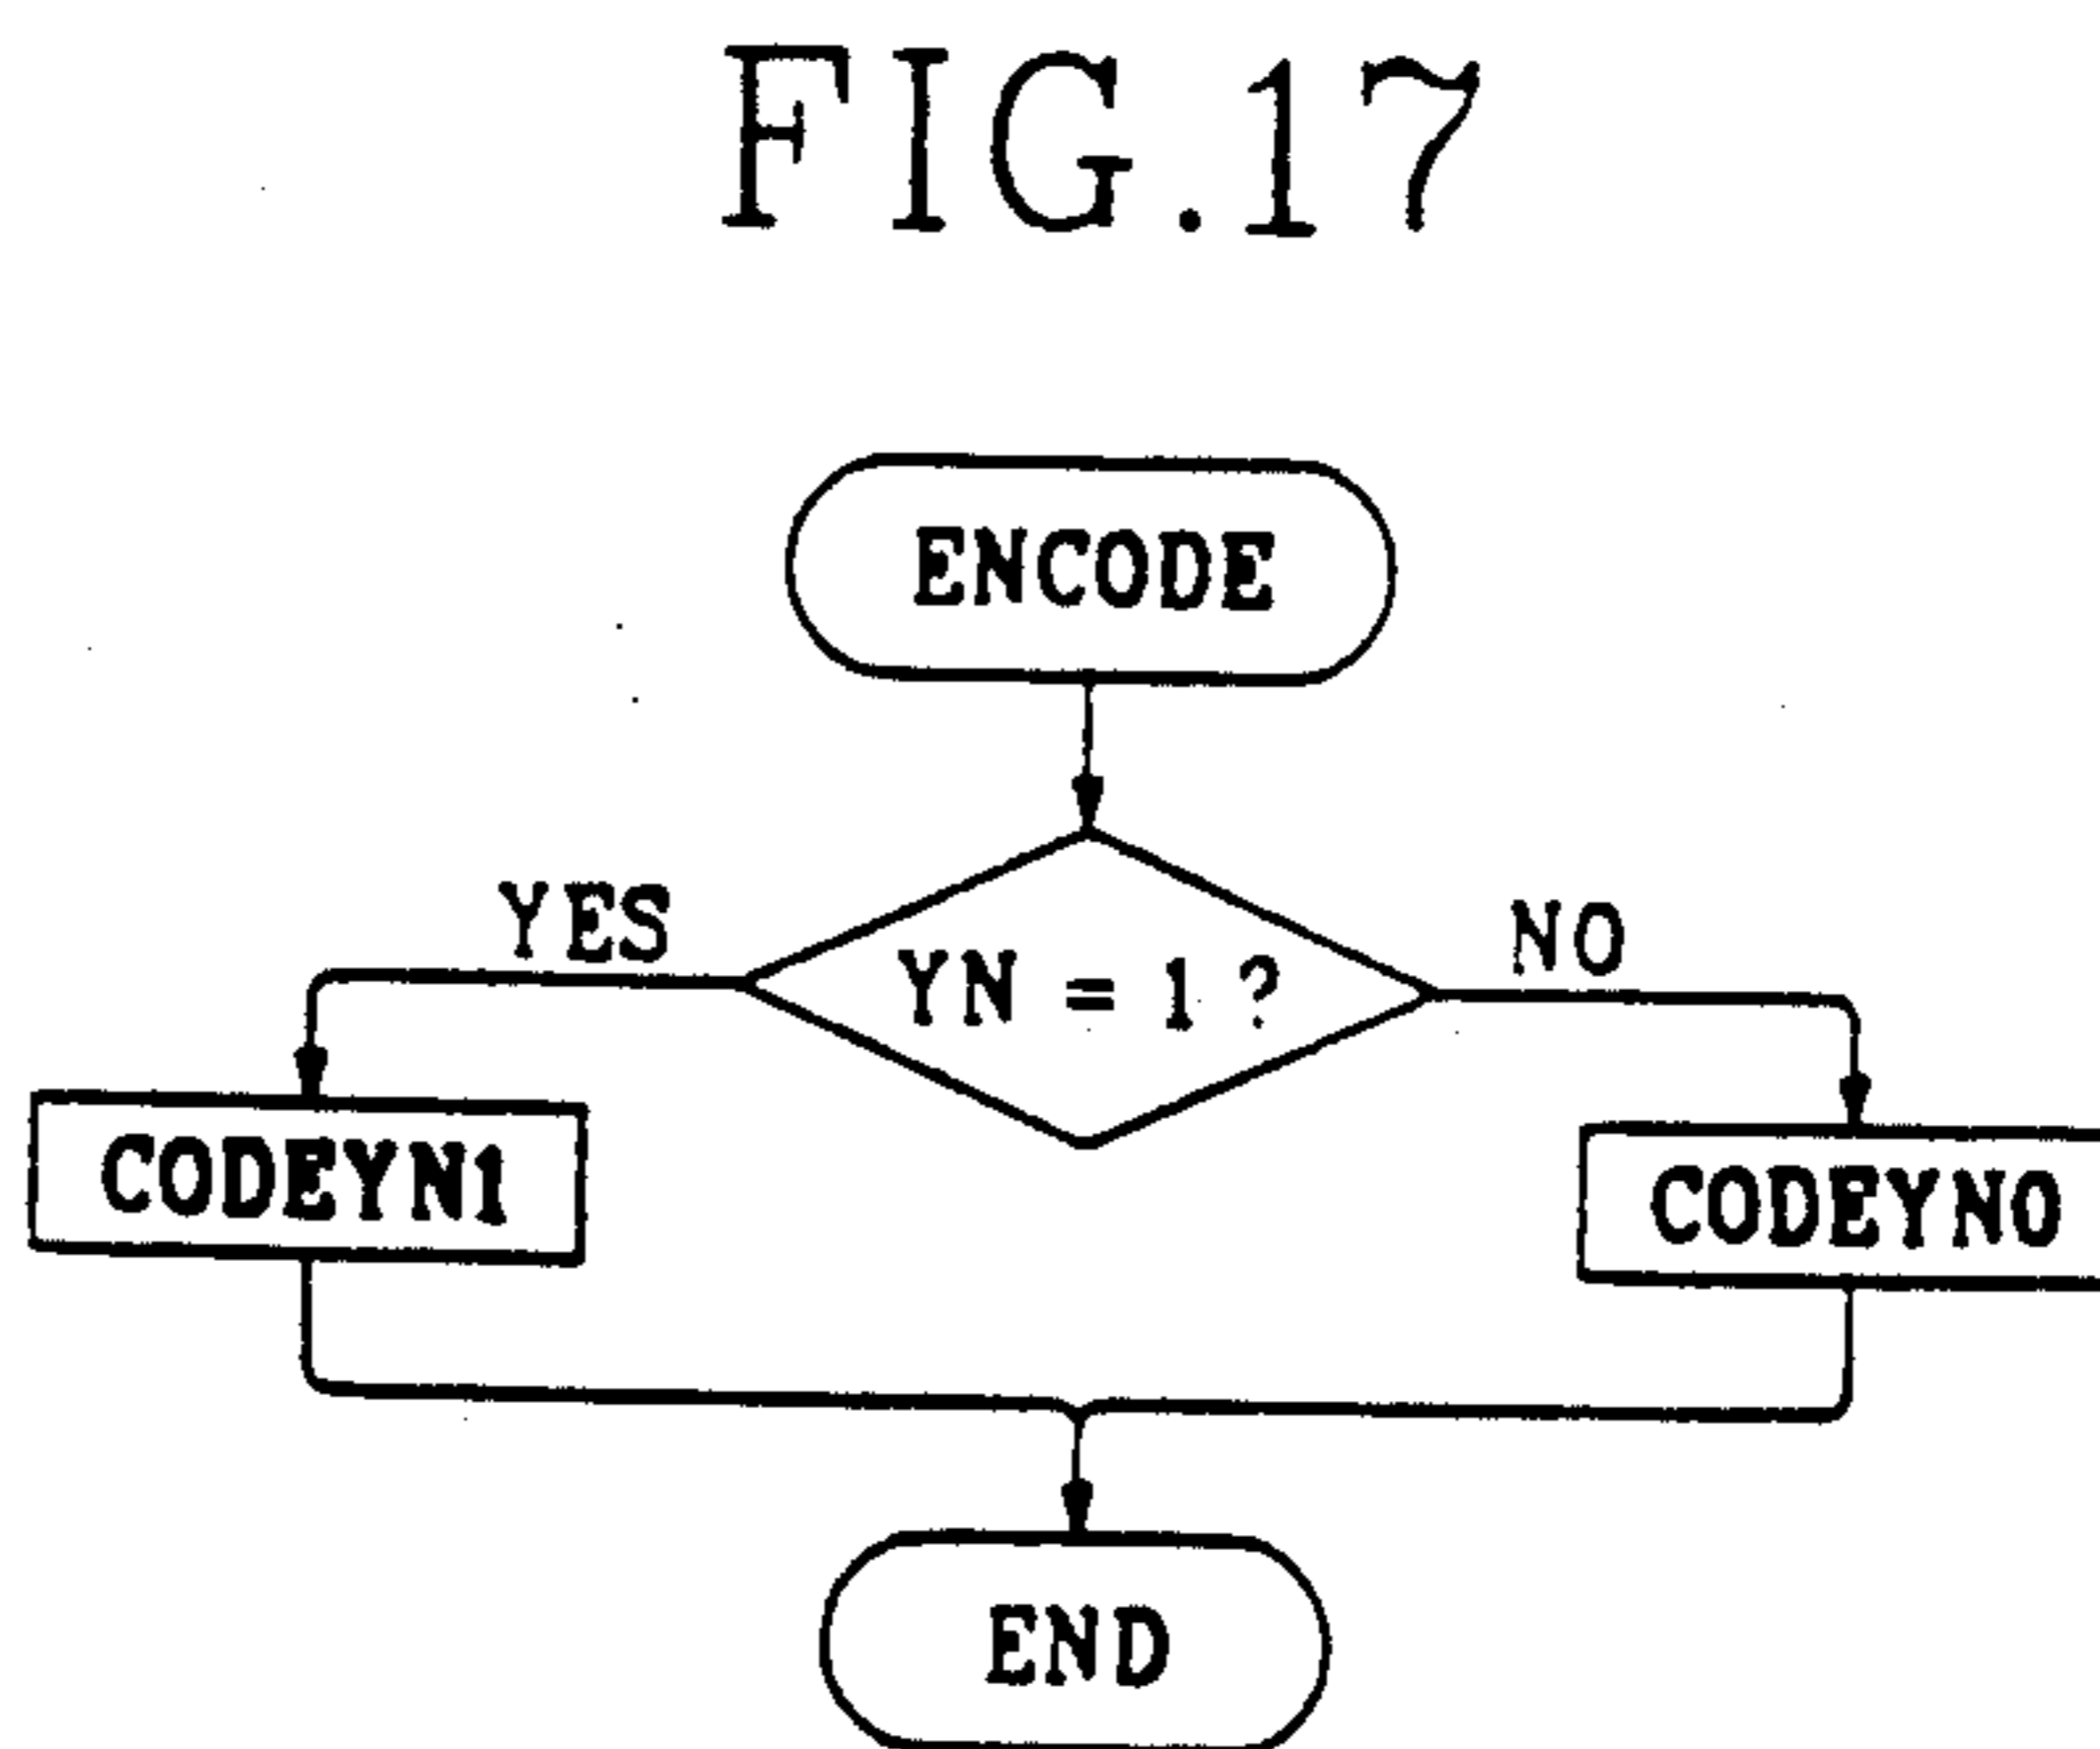 FIG.17
ENCODE
YES
YN = 1 ?
NO
CODEYN1
CODEYN0
END